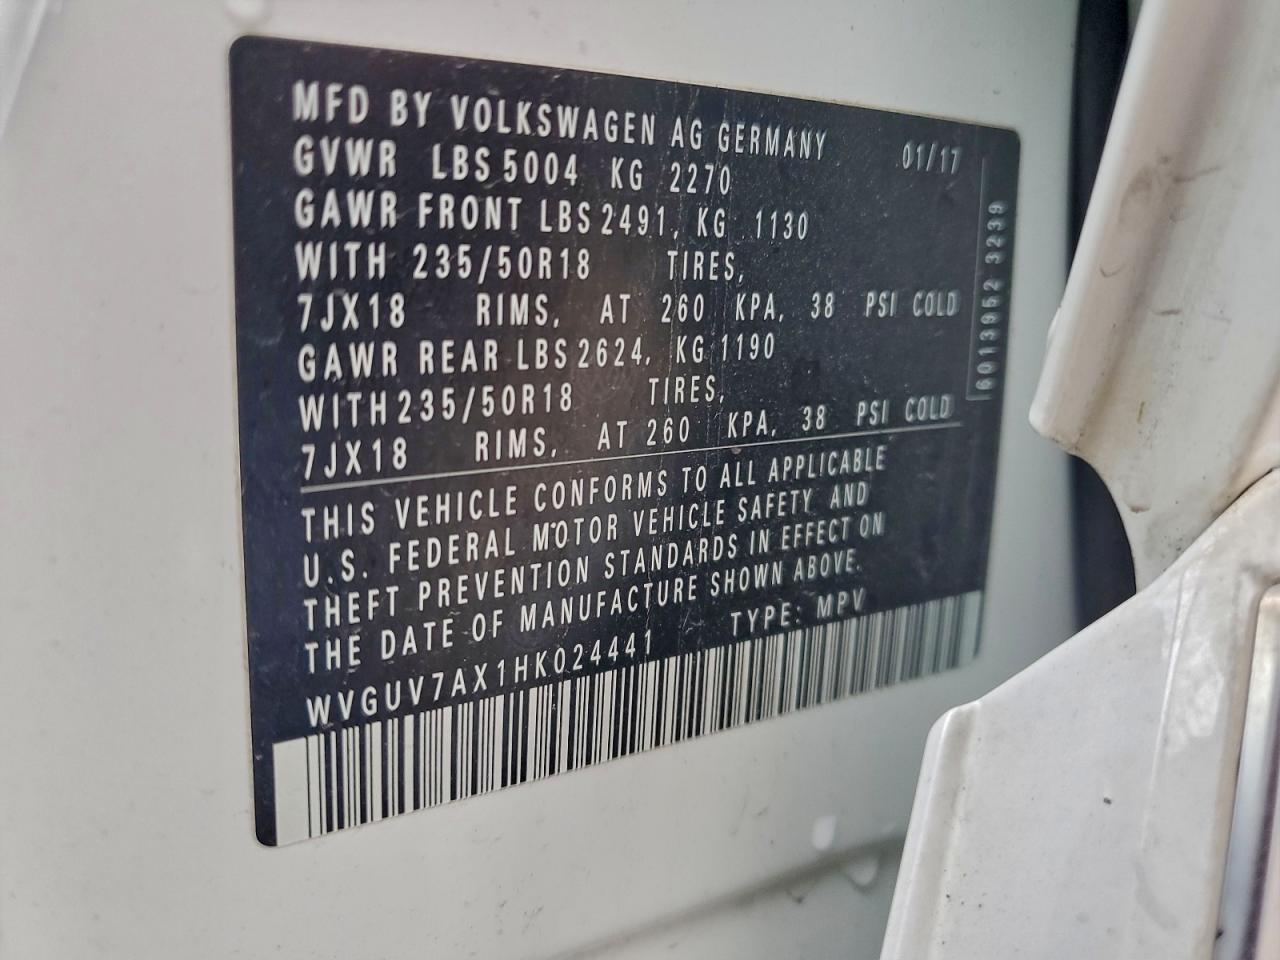 MFD BY VOLKSWAGEN AG GERMANY 01/17
GVWR LBS 5004 KG 2270
GAWR FRONT LBS 2491, KG 1130
WITH 235/50R18 TIRES,
7JX18 RIMS, AT 260 KPA, 38 PSI COLD
GAWR REAR LBS 2624, KG 1190
WITH 235/50R18 TIRES,
7JX18 RIMS, AT 260 KPA, 38 PSI COLD
THIS VEHICLE CONFORMS TO ALL APPLICABLE
U.S. FEDERAL MOTOR VEHICLE SAFETY AND
THEFT PREVENTION STANDARDS IN EFFECT ON
THE DATE OF MANUFACTURE SHOWN ABOVE.
WVGUV7AX1HK024441 TYPE: MPV
6013952 3239